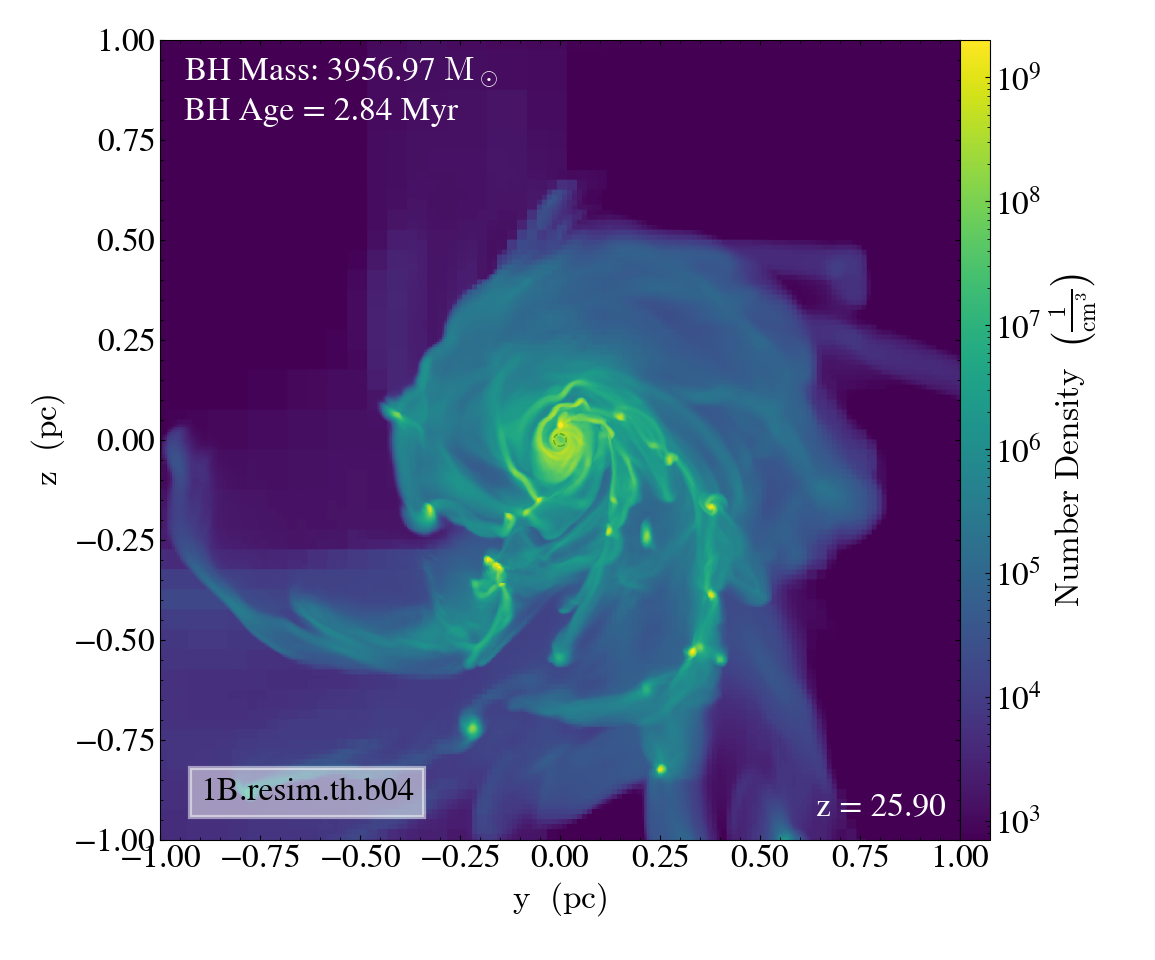 BH Mass: 3956.97 M⊙
BH Age = 2.84 Myr
1.00
0.75
0.50
0.25
0.00
−0.25
−0.50
−0.75
−1.00
z (pc)
1B.resim.th.b04
z = 25.90
−1.00 −0.75 −0.50 −0.25 0.00 0.25 0.50 0.75 1.00
y (pc)
10⁹
10⁸
10⁷
10⁶
10⁵
10⁴
10³
Number Density (1/cm³)